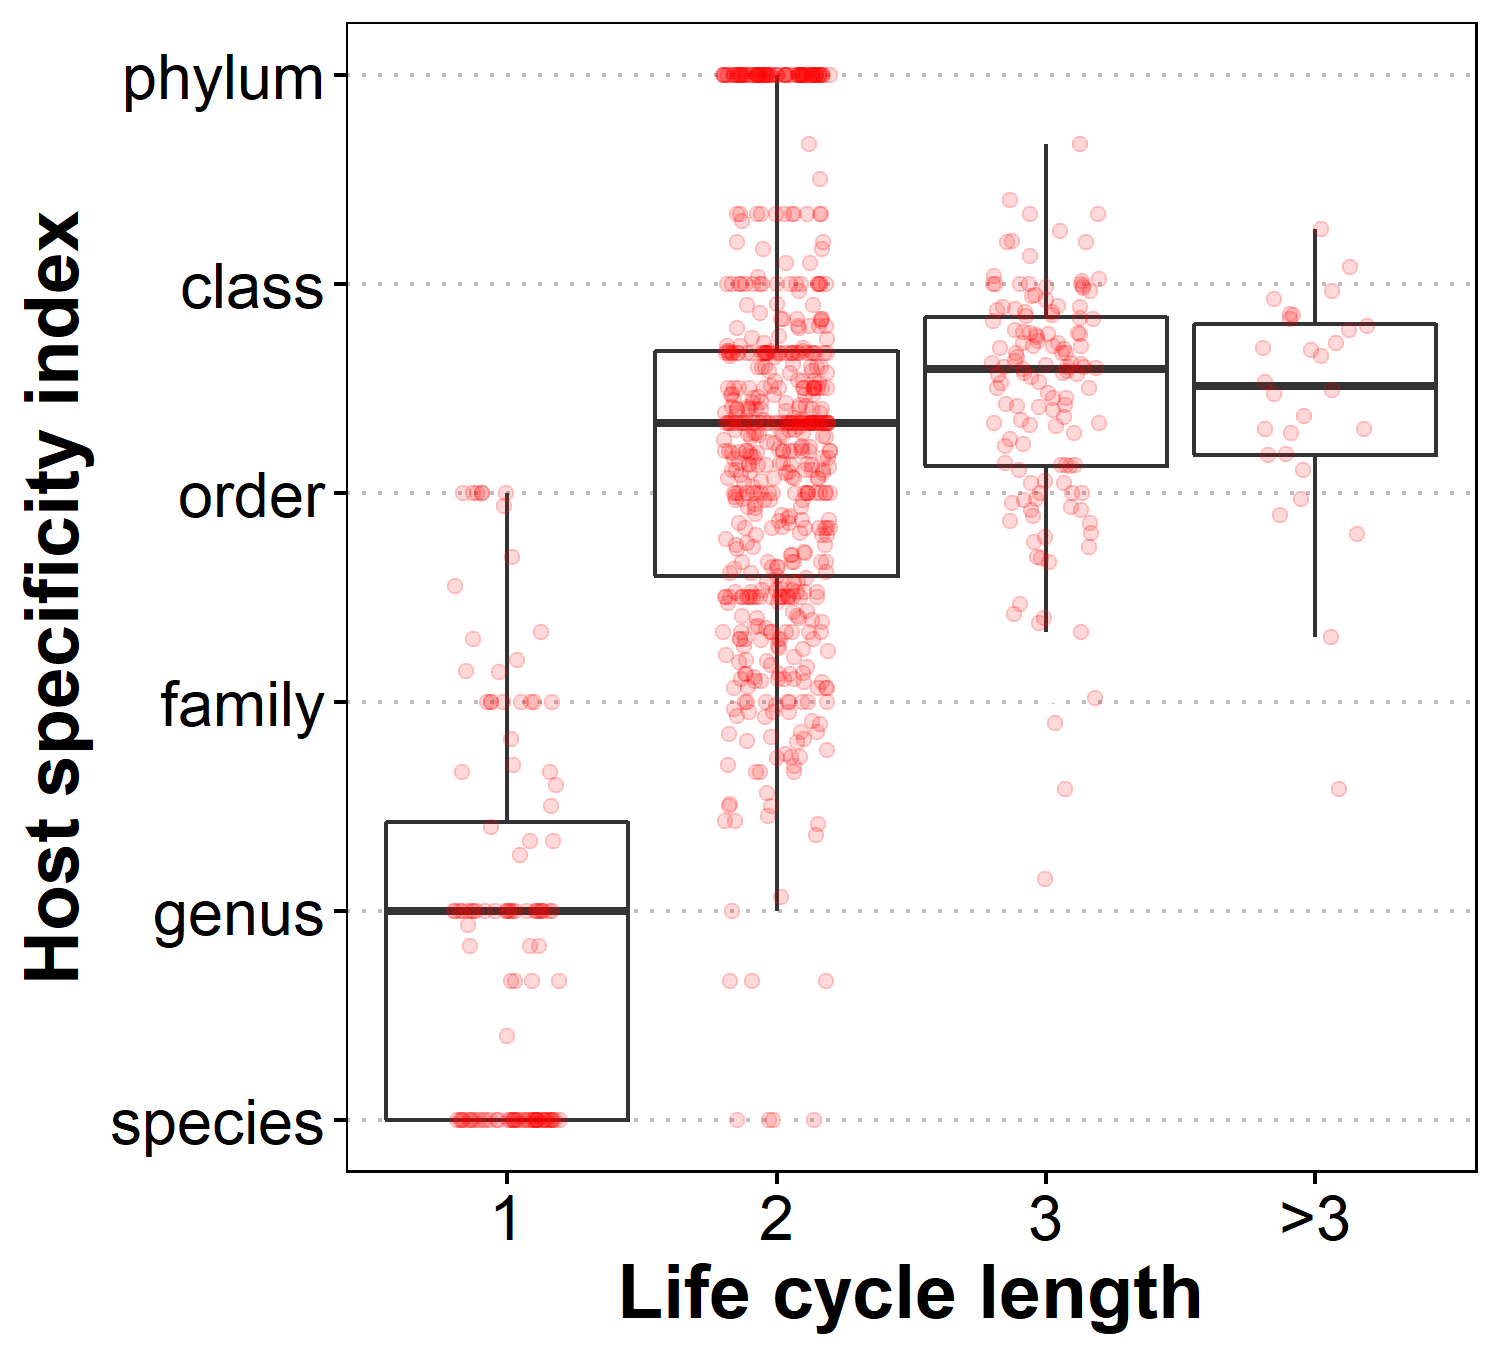 Host specificity index
phylum
class
order
family
genus
species
1 2 3 >3
Life cycle length